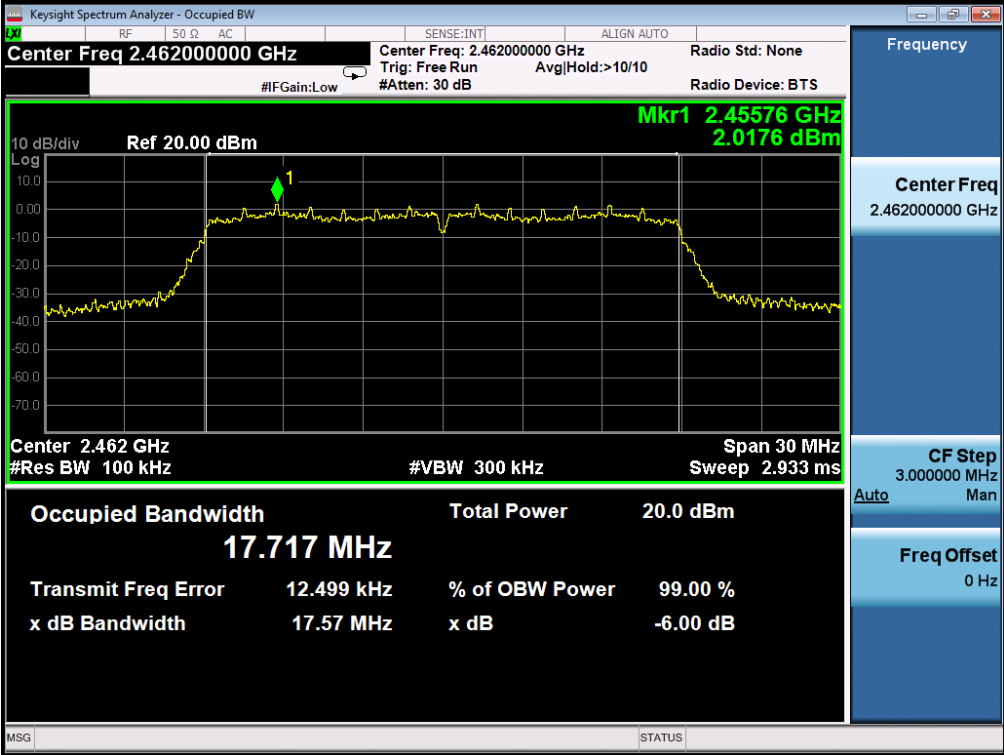 Keysight Spectrum Analyzer - Occupied BW
LXI RF 50 Ω AC SENSE:INT ALIGN AUTO
Center Freq 2.462000000 GHz
Center Freq: 2.462000000 GHz Radio Std: None
Trig: Free Run Avg|Hold:>10/10
#IFGain:Low #Atten: 30 dB Radio Device: BTS
Mkr1 2.45576 GHz
2.0176 dBm
10 dB/div Ref 20.00 dBm
Log
10.0
1
0.00
-10.0
-20.0
-30.0
-40.0
-50.0
-60.0
-70.0
Center 2.462 GHz Span 30 MHz
#Res BW 100 kHz #VBW 300 kHz Sweep 2.933 ms
Occupied Bandwidth Total Power 20.0 dBm
17.717 MHz
Transmit Freq Error 12.499 kHz % of OBW Power 99.00 %
x dB Bandwidth 17.57 MHz x dB -6.00 dB
Frequency
Center Freq
2.462000000 GHz
CF Step
3.000000 MHz
Auto Man
Freq Offset
0 Hz
MSG STATUS